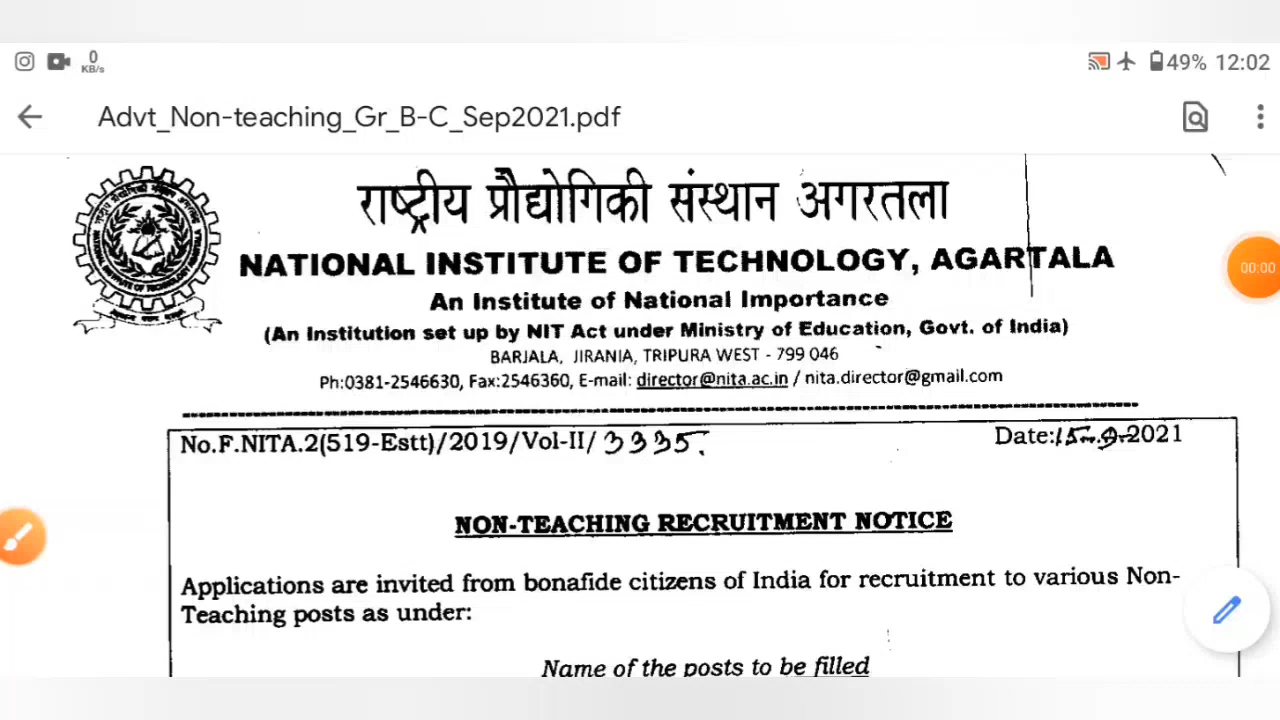 0
KB/s
49% 12:02
Advt_Non-teaching_Gr_B-C_Sep2021.pdf
राष्ट्रीय प्रौद्योगिकी संस्थान अगरतला
NATIONAL INSTITUTE OF TECHNOLOGY, AGARTALA
An Institute of National Importance
(An Institution set up by NIT Act under Ministry of Education, Govt. of India)
BARJALA, JIRANIA, TRIPURA WEST - 799 046
Ph:0381-2546630, Fax:2546360, E-mail: director@nita.ac.in / nita.director@gmail.com
00:00
No.F.NITA.2(519-Estt)/2019/Vol-II/3335.
Date:15.9.2021
NON-TEACHING RECRUITMENT NOTICE
Applications are invited from bonafide citizens of India for recruitment to various Non-
Teaching posts as under:
Name of the posts to be filled